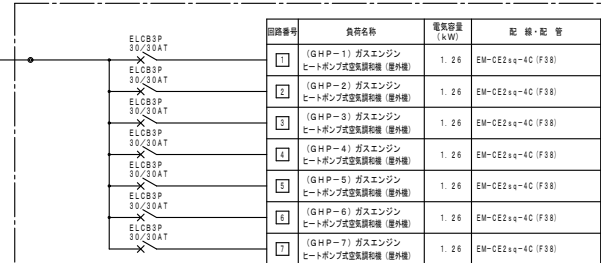 回路番号 負荷名称 電気容量(kW) 配 線・配 管
ELCB3P
30/30AT
1 (GHP-1) ガスエンジン
ヒートポンプ式空気調和機 (屋外機)
1.26 EM-CE2sq-4C(F38)
ELCB3P
30/30AT
2 (GHP-2) ガスエンジン
ヒートポンプ式空気調和機 (屋外機)
1.26 EM-CE2sq-4C(F38)
ELCB3P
30/30AT
3 (GHP-3) ガスエンジン
ヒートポンプ式空気調和機 (屋外機)
1.26 EM-CE2sq-4C(F38)
ELCB3P
30/30AT
4 (GHP-4) ガスエンジン
ヒートポンプ式空気調和機 (屋外機)
1.26 EM-CE2sq-4C(F38)
ELCB3P
30/30AT
5 (GHP-5) ガスエンジン
ヒートポンプ式空気調和機 (屋外機)
1.26 EM-CE2sq-4C(F38)
ELCB3P
30/30AT
6 (GHP-6) ガスエンジン
ヒートポンプ式空気調和機 (屋外機)
1.26 EM-CE2sq-4C(F38)
ELCB3P
30/30AT
7 (GHP-7) ガスエンジン
ヒートポンプ式空気調和機 (屋外機)
1.26 EM-CE2sq-4C(F38)